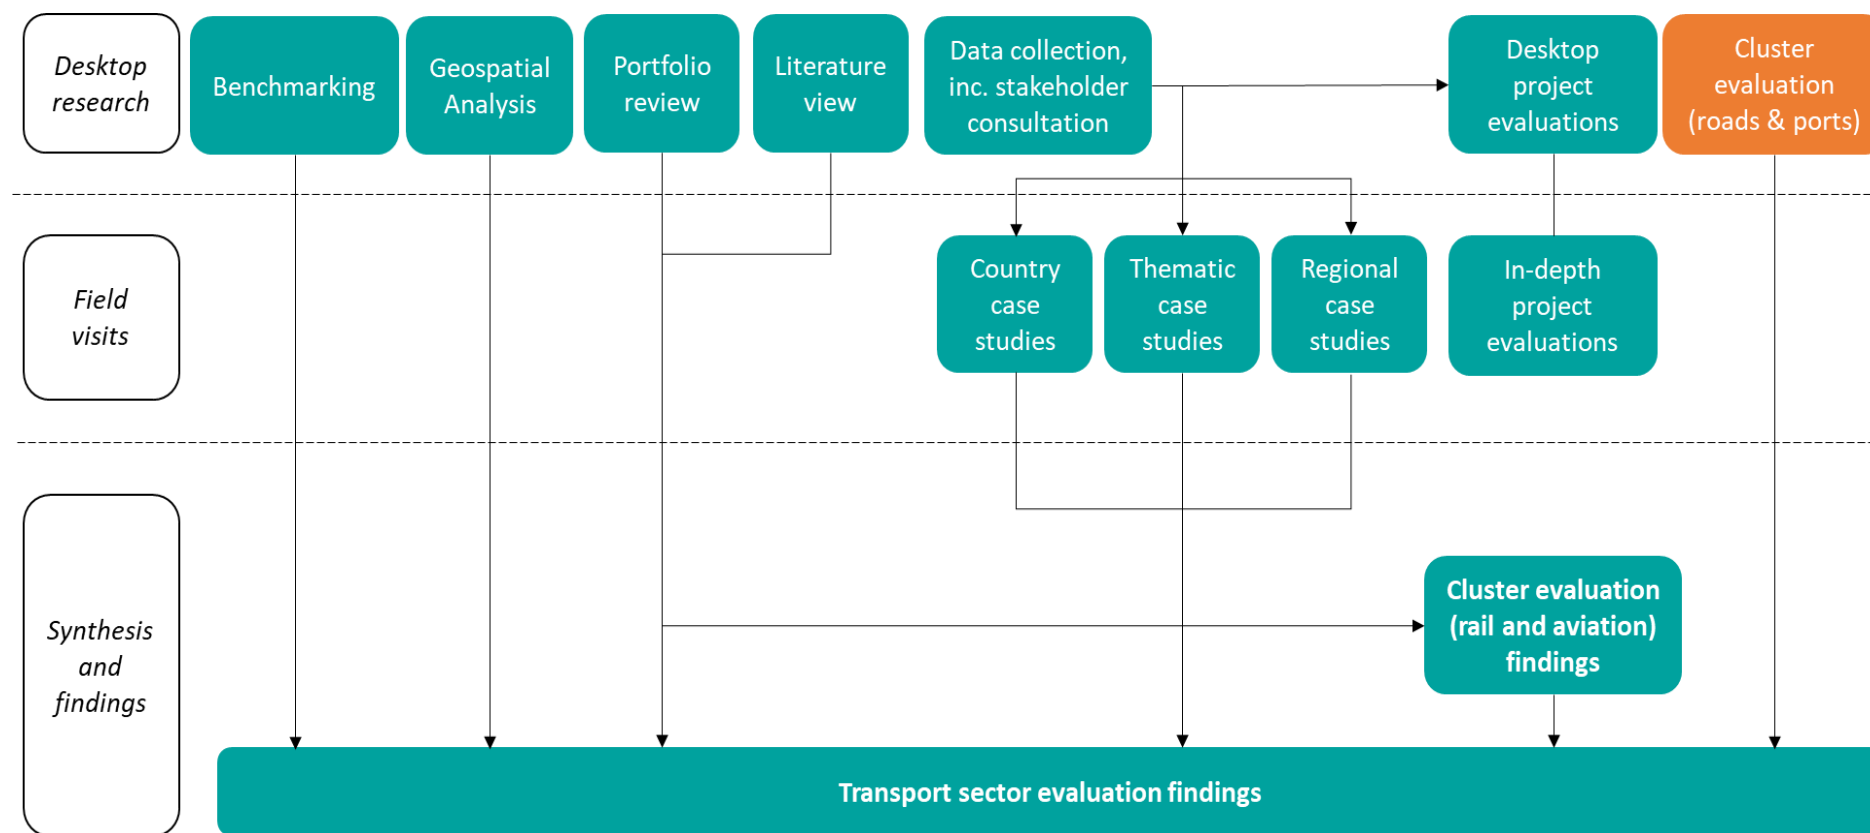 Desktop
research
Benchmarking
Geospatial
Analysis
Portfolio
review
Literature
view
Data collection,
inc. stakeholder
consultation
Desktop
project
evaluations
Cluster
evaluation
(roads & ports)
Field
visits
Country
case
studies
Thematic
case
studies
Regional
case
studies
In-depth
project
evaluations
Synthesis
and
findings
Cluster evaluation
(rail and aviation)
findings
Transport sector evaluation findings